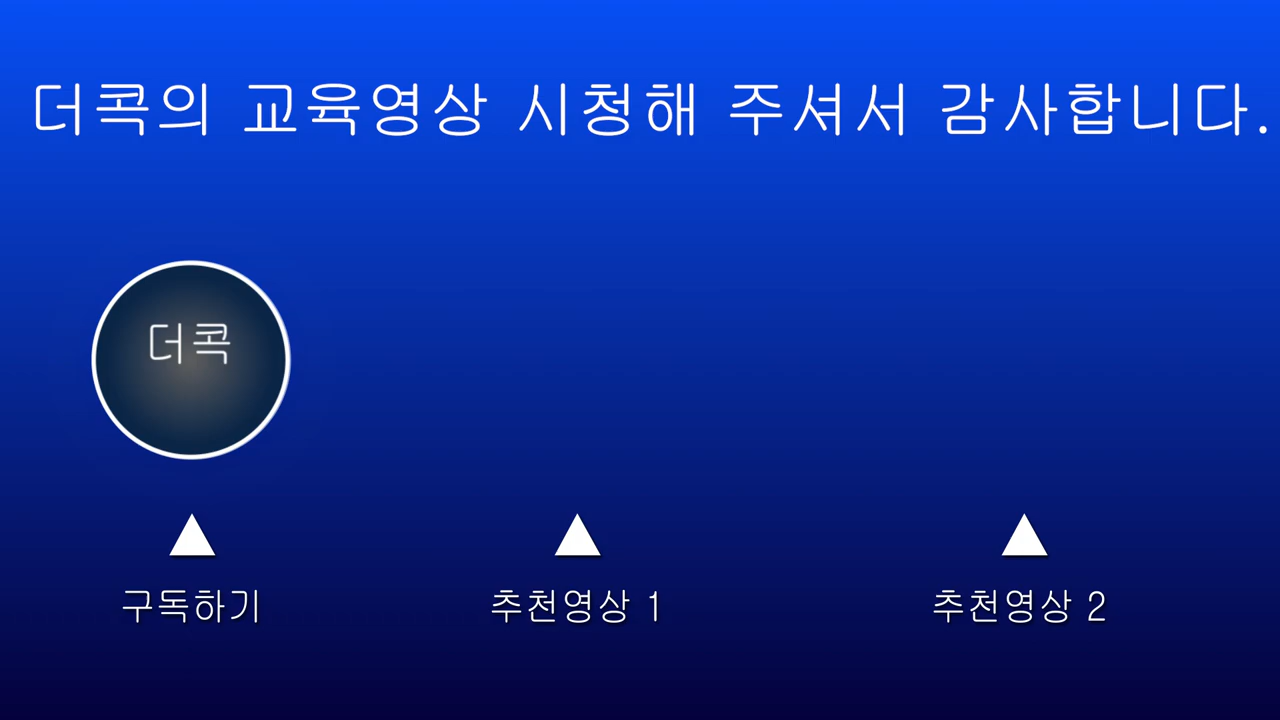 더콕의 교육영상 시청해 주셔서 감사합니다.
더콕
구독하기
추천영상 1
추천영상 2